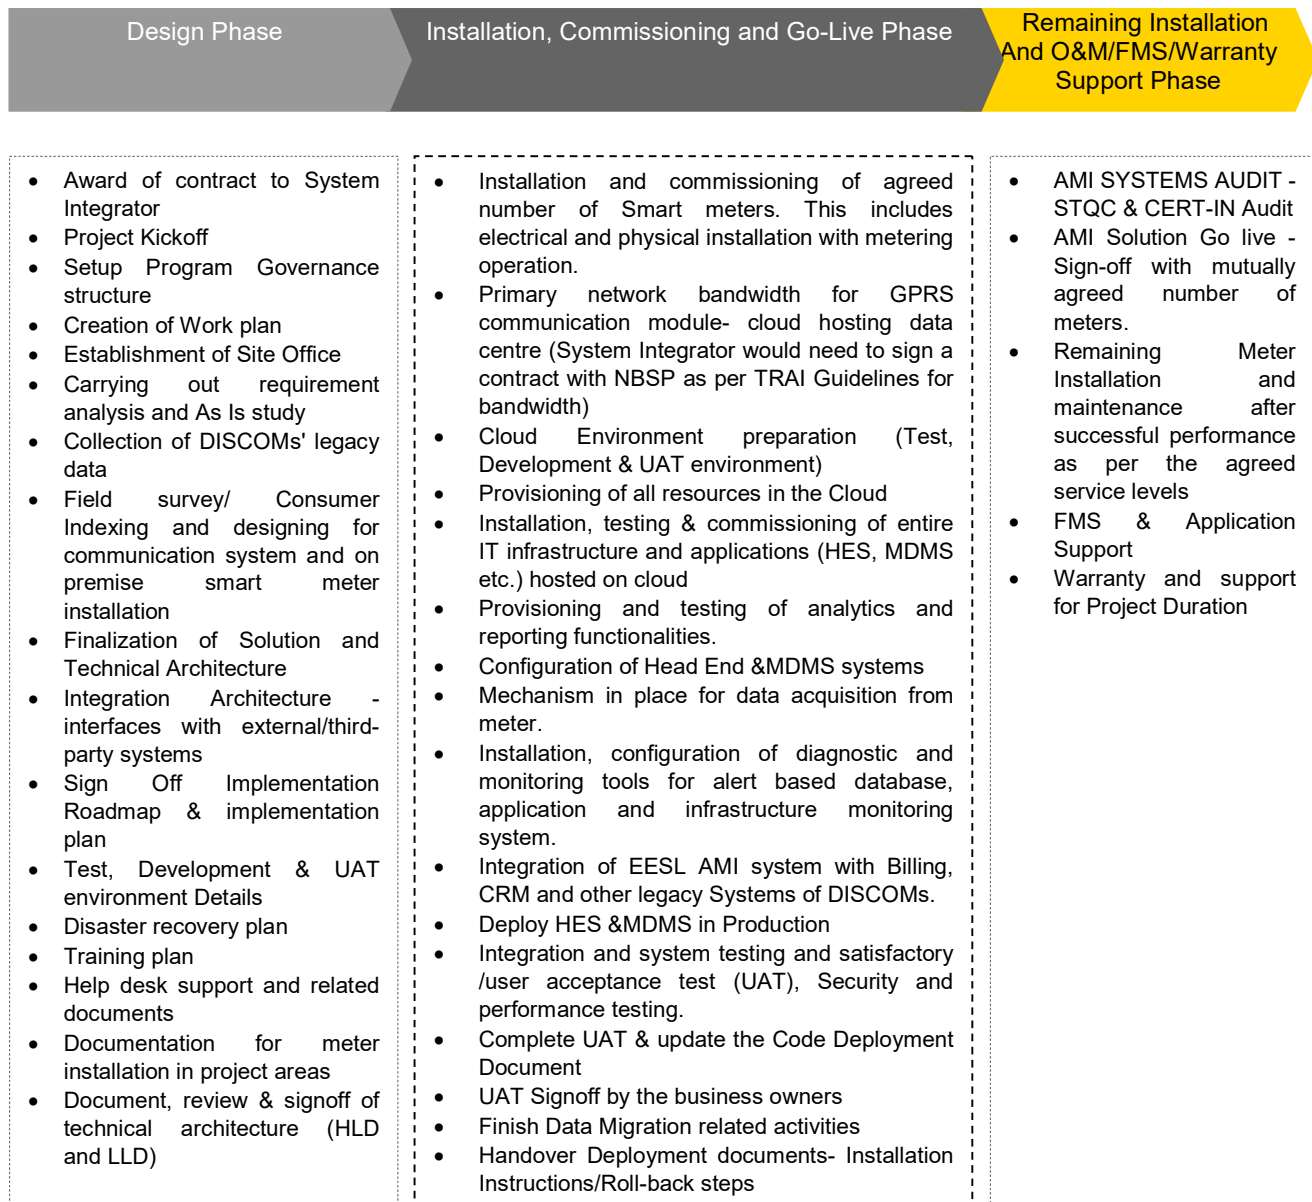 Design Phase
Installation, Commissioning and Go-Live Phase
Remaining Installation
And O&M/FMS/Warranty
Support Phase
• Award of contract to System
Integrator
• Project Kickoff
• Setup Program Governance
structure
• Creation of Work plan
• Establishment of Site Office
• Carrying out requirement
analysis and As Is study
• Collection of DISCOMs' legacy
data
• Field survey/ Consumer
Indexing and designing for
communication system and on
premise smart meter
installation
• Finalization of Solution and
Technical Architecture
• Integration Architecture -
interfaces with external/third-
party systems
• Sign Off Implementation
Roadmap & implementation
plan
• Test, Development & UAT
environment Details
• Disaster recovery plan
• Training plan
• Help desk support and related
documents
• Documentation for meter
installation in project areas
• Document, review & signoff of
technical architecture (HLD
and LLD)
• Installation and commissioning of agreed
number of Smart meters. This includes
electrical and physical installation with metering
operation.
• Primary network bandwidth for GPRS
communication module- cloud hosting data
centre (System Integrator would need to sign a
contract with NBSP as per TRAI Guidelines for
bandwidth)
• Cloud Environment preparation (Test,
Development & UAT environment)
• Provisioning of all resources in the Cloud
• Installation, testing & commissioning of entire
IT infrastructure and applications (HES, MDMS
etc.) hosted on cloud
• Provisioning and testing of analytics and
reporting functionalities.
• Configuration of Head End &MDMS systems
• Mechanism in place for data acquisition from
meter.
• Installation, configuration of diagnostic and
monitoring tools for alert based database,
application and infrastructure monitoring
system.
• Integration of EESL AMI system with Billing,
CRM and other legacy Systems of DISCOMs.
• Deploy HES &MDMS in Production
• Integration and system testing and satisfactory
/user acceptance test (UAT), Security and
performance testing.
• Complete UAT & update the Code Deployment
Document
• UAT Signoff by the business owners
• Finish Data Migration related activities
• Handover Deployment documents- Installation
Instructions/Roll-back steps
• AMI SYSTEMS AUDIT -
STQC & CERT-IN Audit
• AMI Solution Go live -
Sign-off with mutually
agreed number of
meters.
• Remaining Meter
Installation and
maintenance after
successful performance
as per the agreed
service levels
• FMS & Application
Support
• Warranty and support
for Project Duration